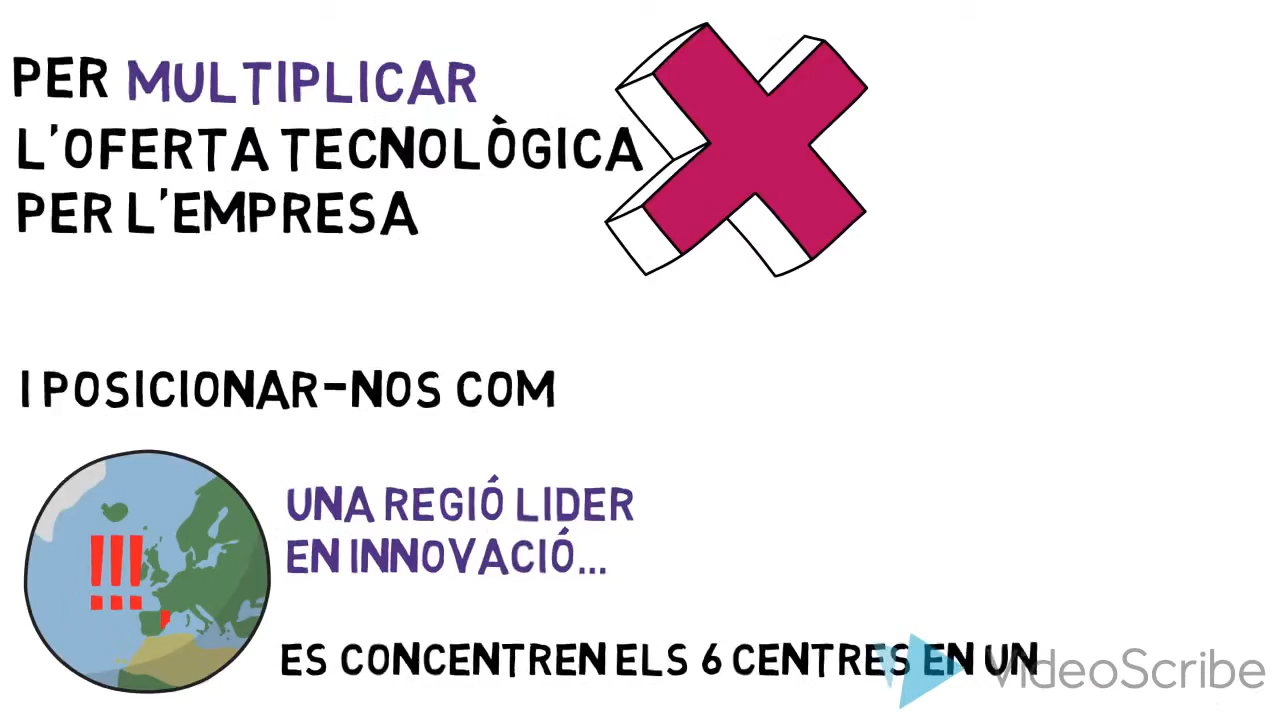 PER MULTIPLICAR
L'OFERTA TECNOLÒGICA
PER L'EMPRESA
I POSICIONAR-NOS COM
!!!
UNA REGIÓ LIDER
EN INNOVACIÓ...
ES CONCENTREN ELS 6 CENTRES EN UN
VideoScribe